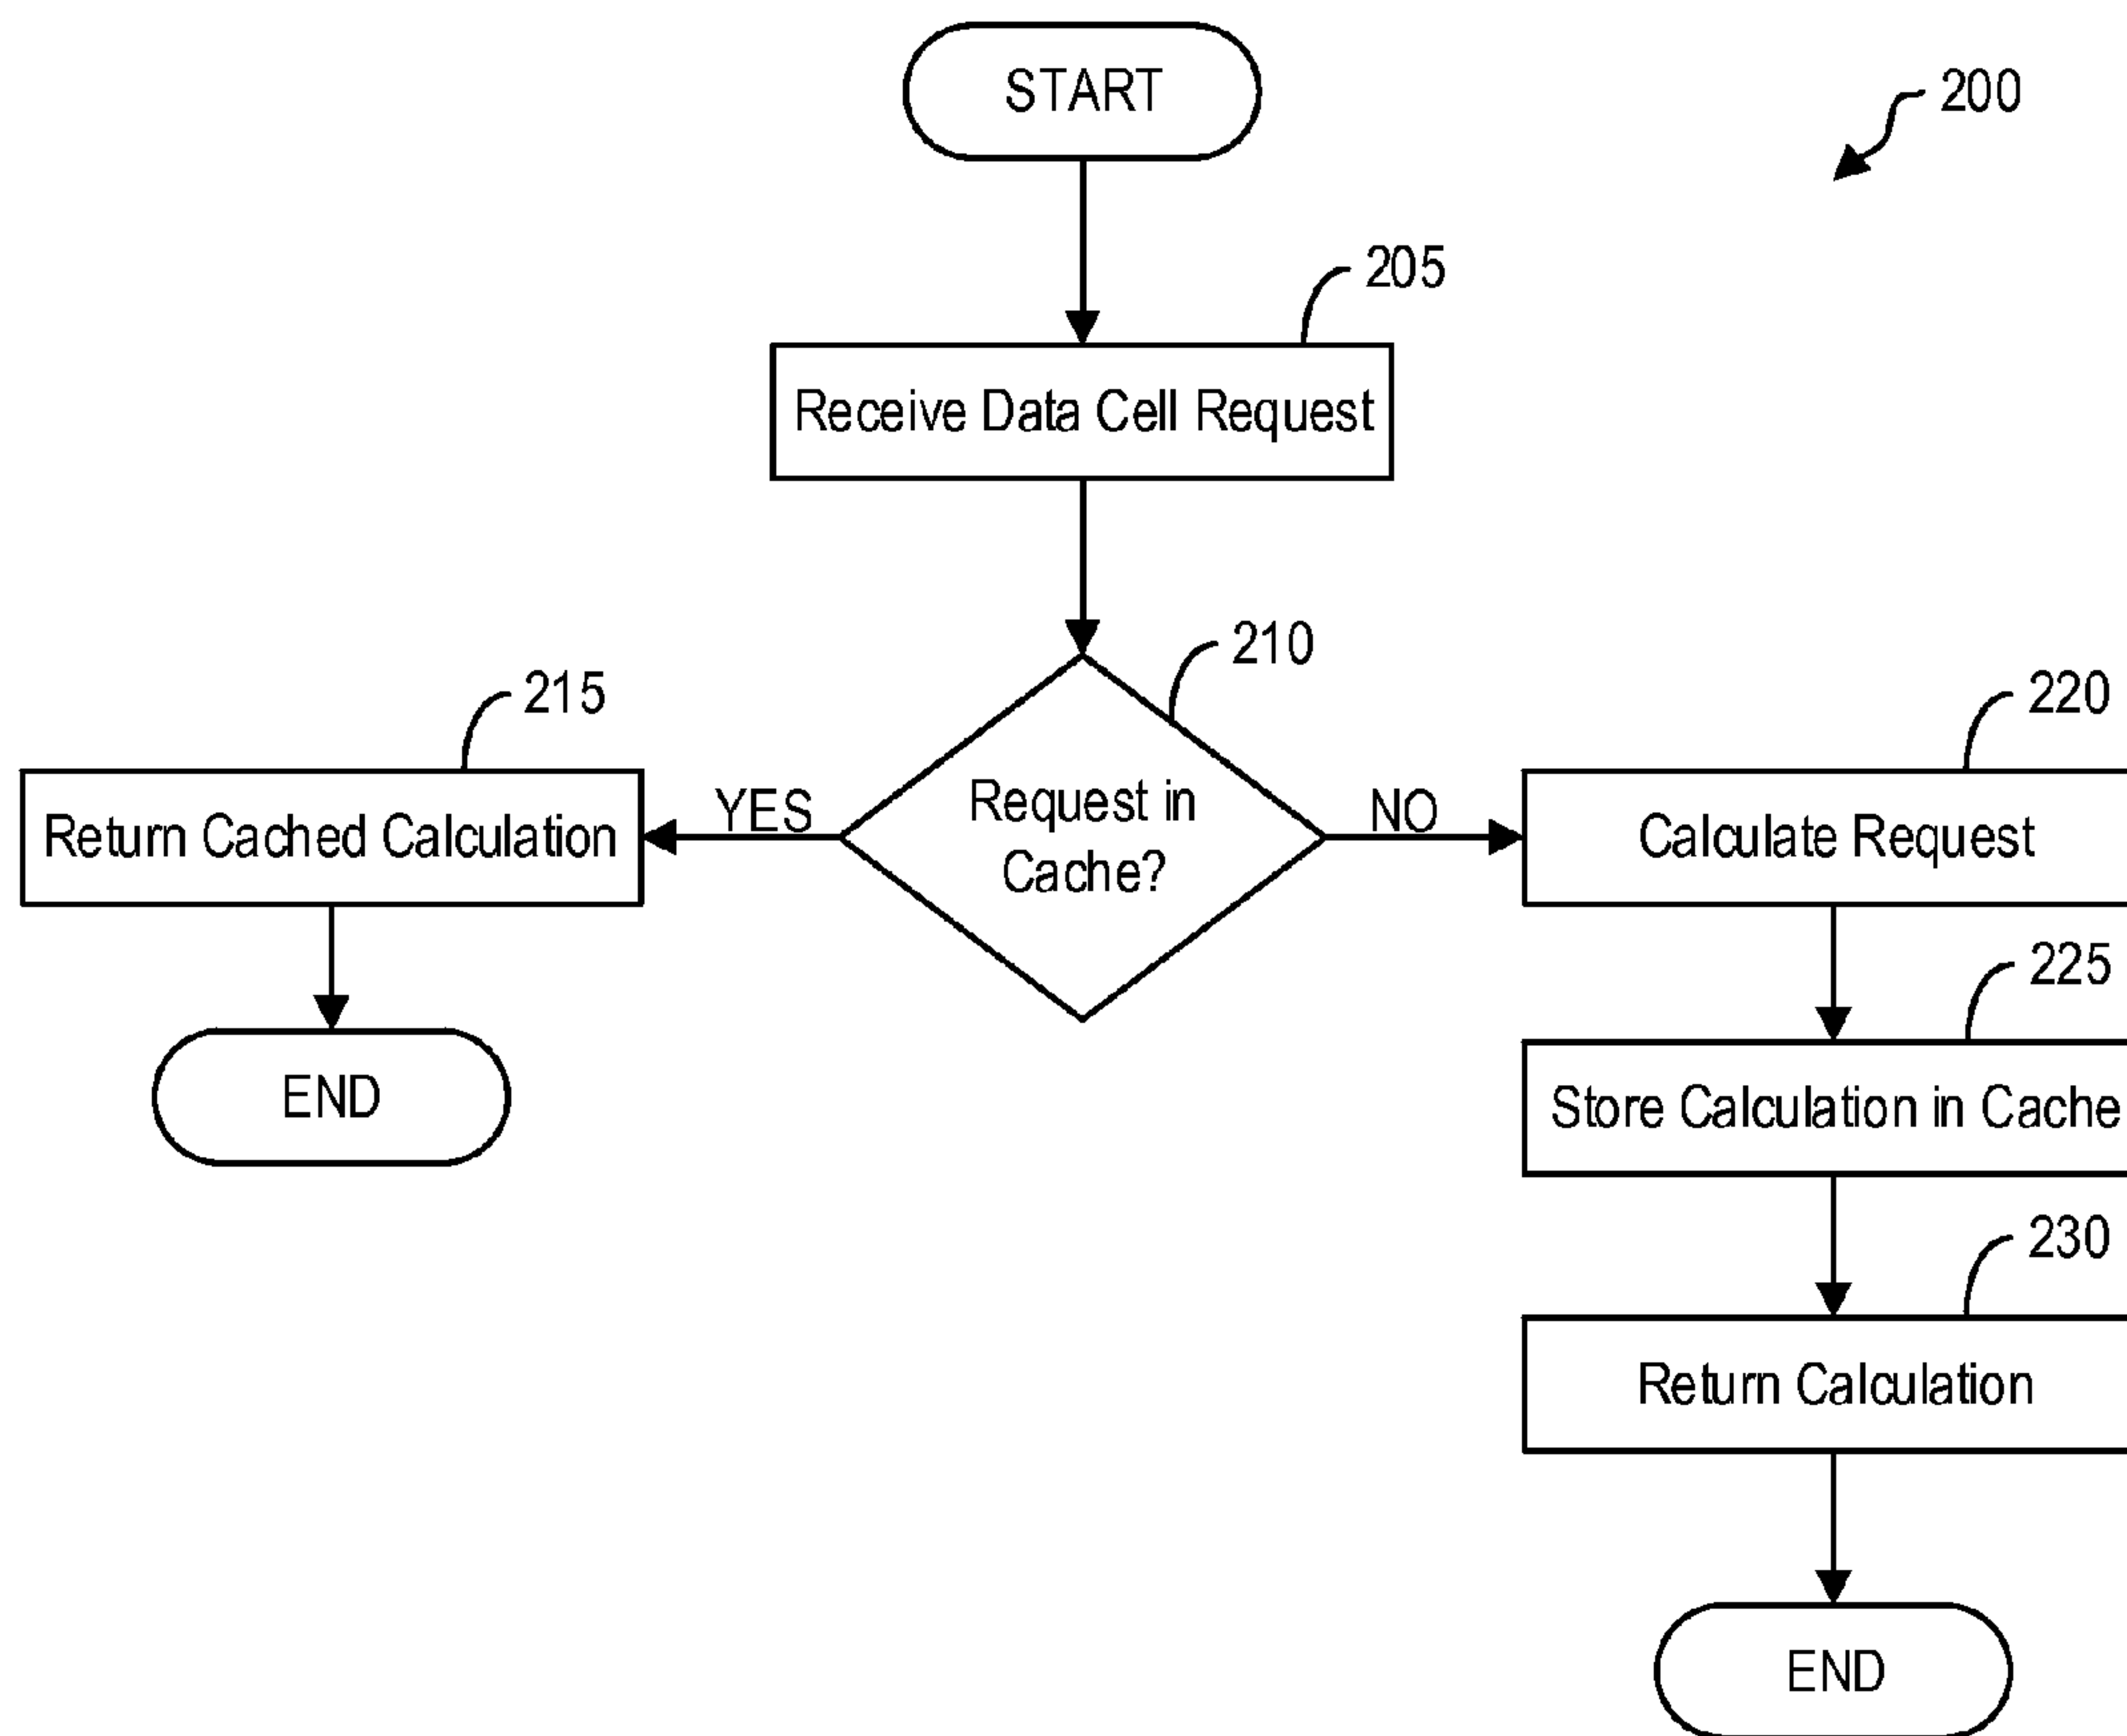 START
200
205
Receive Data Cell Request
210
215
220
Request in
Cache?
YES
NO
Return Cached Calculation
Calculate Request
225
END
Store Calculation in Cache
230
Return Calculation
END